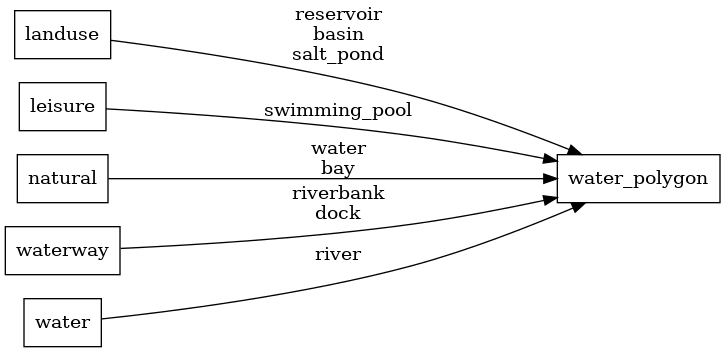 landuse
reservoir
basin
salt_pond
leisure
swimming_pool
natural
water
bay
water_polygon
waterway
riverbank
dock
water
river